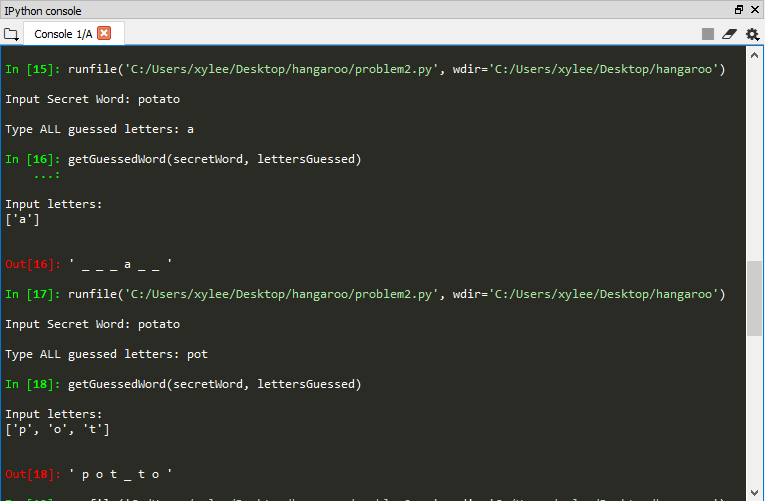 IPython console
Console 1/A
In [15]: runfile('C:/Users/xylee/Desktop/hangaroo/problem2.py', wdir='C:/Users/xylee/Desktop/hangaroo')
Input Secret Word: potato
Type ALL guessed letters: a
In [16]: getGuessedWord(secretWord, lettersGuessed)
...:
Input letters:
['a']
Out[16]: ' _ _ _ a _ _ '
In [17]: runfile('C:/Users/xylee/Desktop/hangaroo/problem2.py', wdir='C:/Users/xylee/Desktop/hangaroo')
Input Secret Word: potato
Type ALL guessed letters: pot
In [18]: getGuessedWord(secretWord, lettersGuessed)
Input letters:
['p', 'o', 't']
Out[18]: ' p o t _ t o '